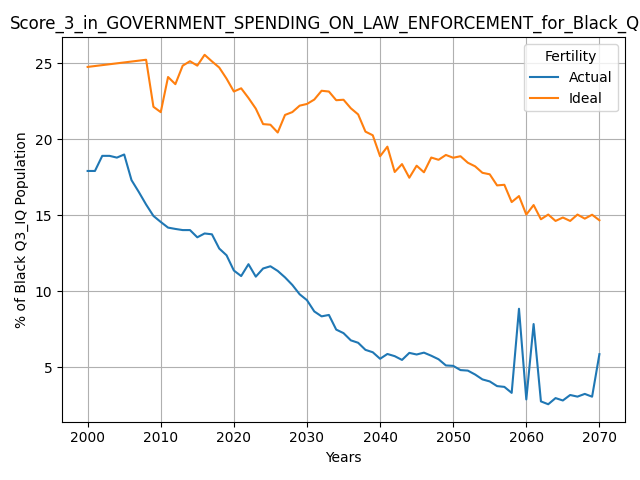 Score_3_in_GOVERNMENT_SPENDING_ON_LAW_ENFORCEMENT_for_Black_Q
Fertility
Actual
Ideal
% of Black Q3_IQ Population
25
20
15
10
5
2000 2010 2020 2030 2040 2050 2060 2070
Years